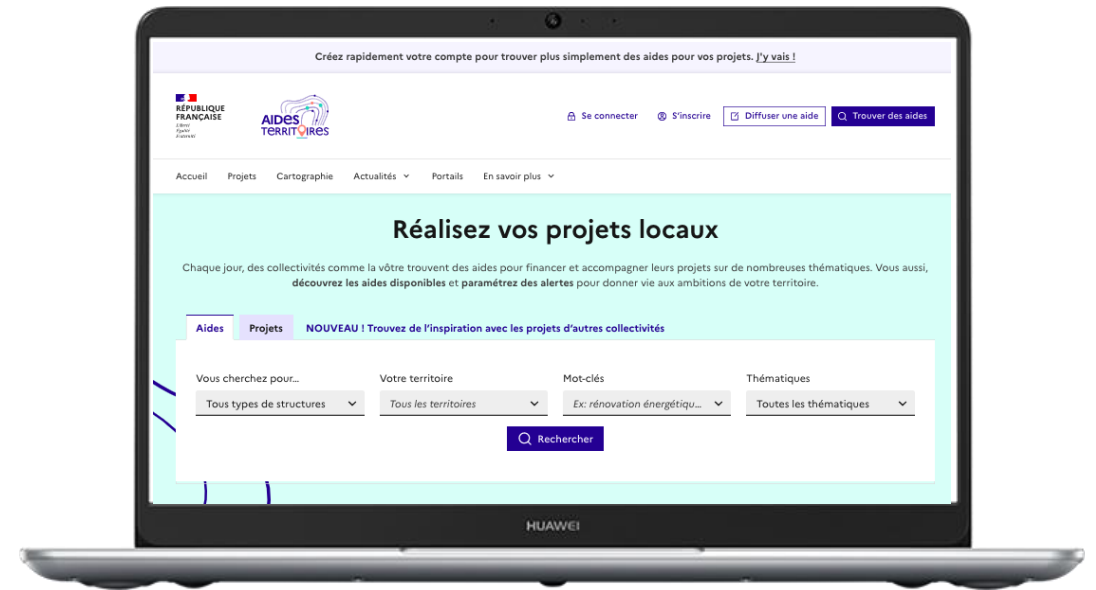 Créez rapidement votre compte pour trouver plus simplement des aides pour vos projets. J'y vais !
RÉPUBLIQUE
FRANÇAISE
Liberté
Égalité
Fraternité
AIDES
TERRITOIRES
Se connecter
S'inscrire
Diffuser une aide
Trouver des aides
Accueil
Projets
Cartographie
Actualités
Portails
En savoir plus
Réalisez vos projets locaux
Chaque jour, des collectivités comme la vôtre trouvent des aides pour financer et accompagner leurs projets sur de nombreuses thématiques. Vous aussi,
découvrez les aides disponibles et paramétrez des alertes pour donner vie aux ambitions de votre territoire.
Aides
Projets
NOUVEAU ! Trouvez de l'inspiration avec les projets d'autres collectivités
Vous cherchez pour...
Votre territoire
Mot-clés
Thématiques
Tous types de structures
Tous les territoires
Ex: rénovation énergétiqu...
Toutes les thématiques
Rechercher
HUAWEI